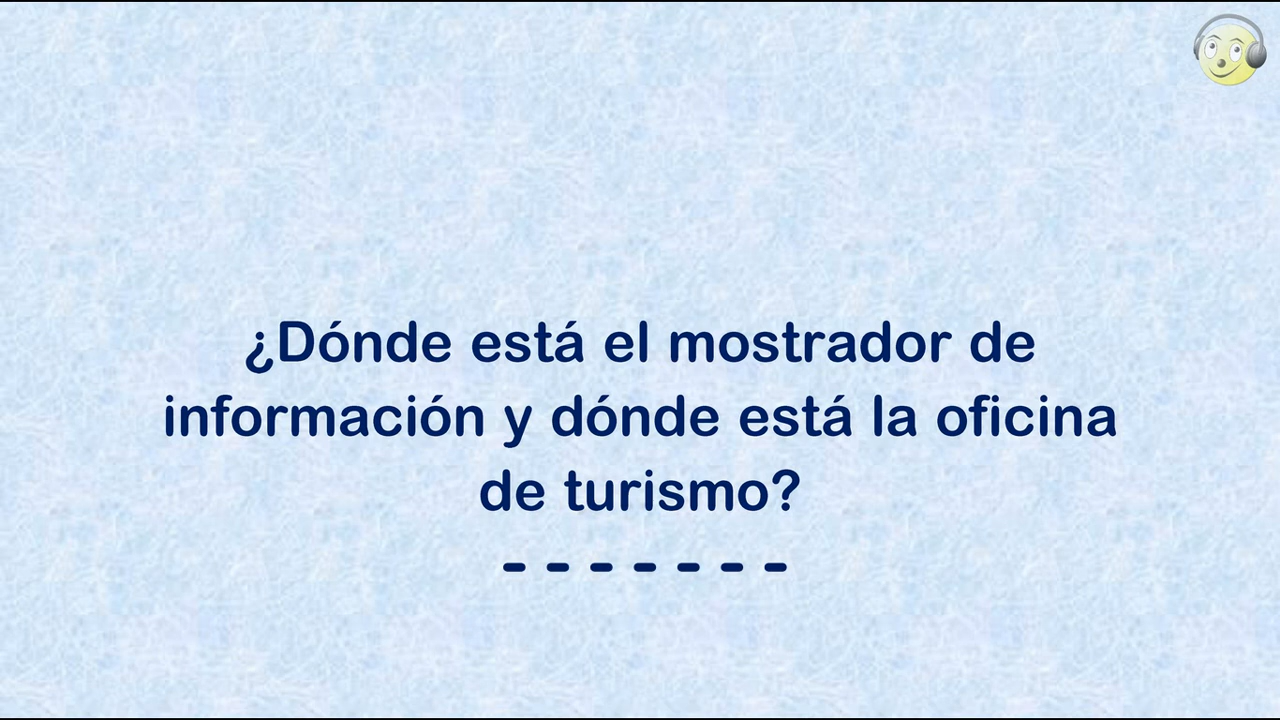 ¿Dónde está el mostrador de
información y dónde está la oficina
de turismo?
- - - - - - -